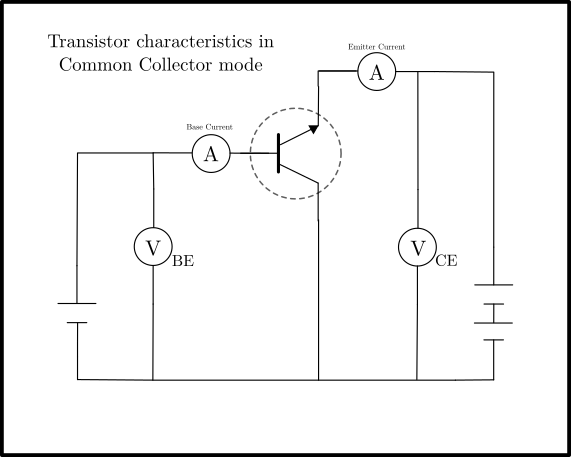 Transistor characteristics in
Common Collector mode
Emitter Current
A
Base Current
A
V
BE
V
CE